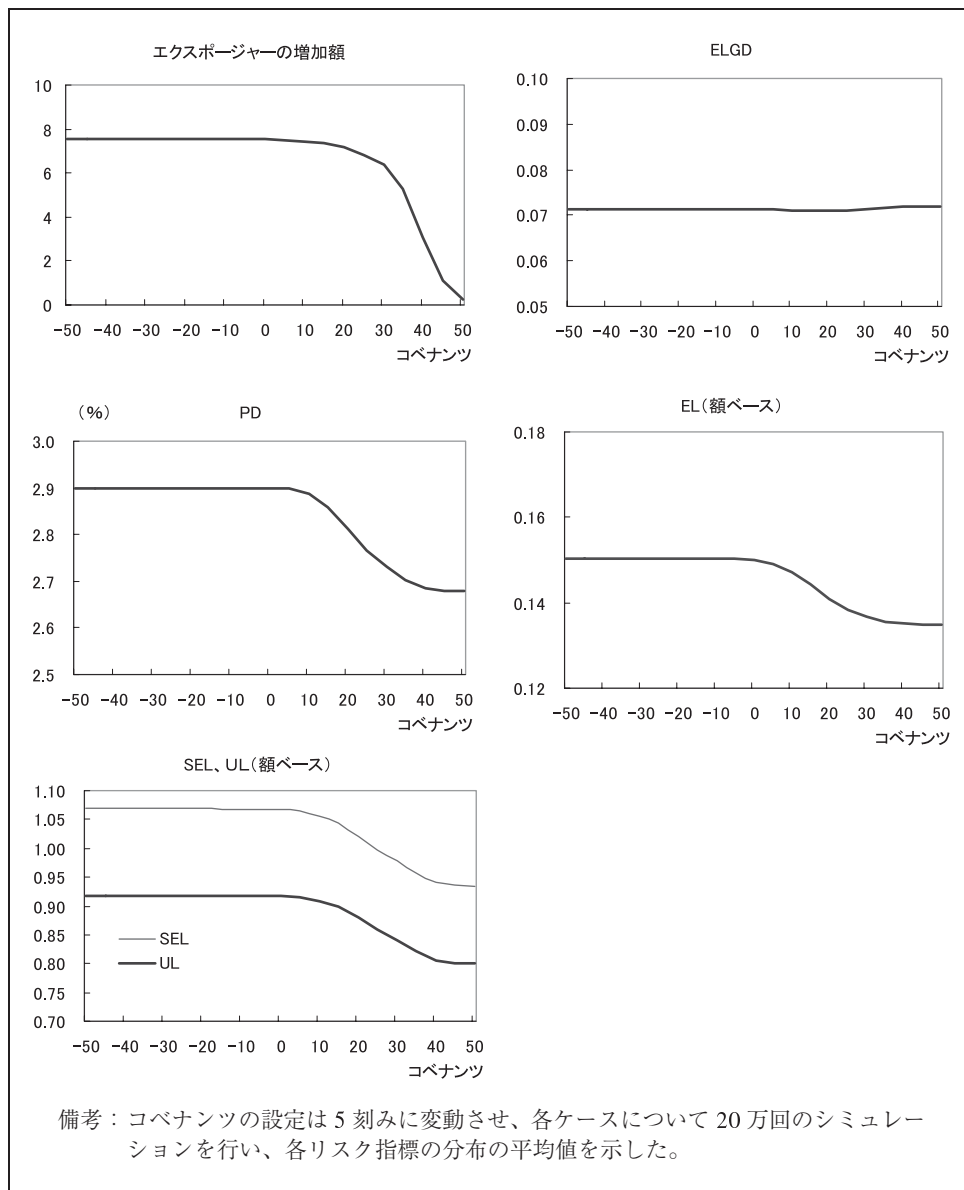 エクスポージャーの増加額
10
8
6
4
2
0
-50 -40 -30 -20 -10 0 10 20 30 40 50
コベナンツ
ELGD
0.10
0.09
0.08
0.07
0.06
0.05
-50 -40 -30 -20 -10 0 10 20 30 40 50
コベナンツ
(%) PD
3.0
2.9
2.8
2.7
2.6
2.5
-50 -40 -30 -20 -10 0 10 20 30 40 50
コベナンツ
EL(額ベース)
0.18
0.16
0.14
0.12
-50 -40 -30 -20 -10 0 10 20 30 40 50
コベナンツ
SEL、UL(額ベース)
1.10
1.05
1.00
0.95
0.90
0.85
0.80
0.75
0.70
SEL
UL
-50 -40 -30 -20 -10 0 10 20 30 40 50
コベナンツ
備考:コベナンツの設定は 5 刻みに変動させ、各ケースについて 20 万回のシミュレー
ションを行い、各リスク指標の分布の平均値を示した。